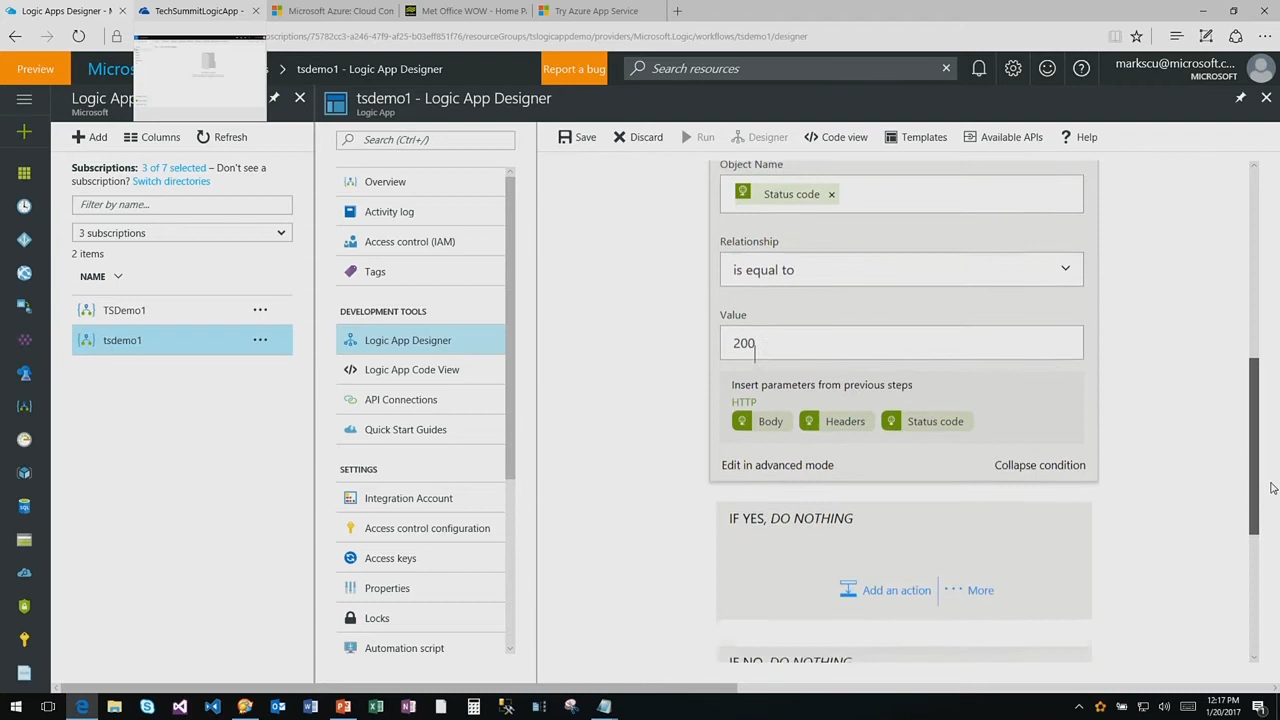 Logic Apps Designer - M
TechSummitLogicApp -
Microsoft Azure: Cloud Con
Met Office WOW - Home P
Try Azure App Service
scriptions/75782cc3-a246-47f9-af25-b03eff851f76/resourceGroups/tslogicappdemo/providers/Microsoft.Logic/workflows/tsdemo1/designer
Preview
Micros
tsdemo1 - Logic App Designer
Report a bug
Search resources
markscu@microsoft.c...
MICROSOFT
Logic App
Microsoft
tsdemo1 - Logic App Designer
Logic App
Add
Columns
Refresh
Search (Ctrl+/)
Save
Discard
Run
Designer
Code view
Templates
Available APIs
Help
Subscriptions: 3 of 7 selected – Don't see a
subscription? Switch directories
Filter by name...
3 subscriptions
2 items
NAME
TSDemo1
tsdemo1
Overview
Activity log
Access control (IAM)
Tags
DEVELOPMENT TOOLS
Logic App Designer
Logic App Code View
API Connections
Quick Start Guides
SETTINGS
Integration Account
Access control configuration
Access keys
Properties
Locks
Automation script
Object Name
Status code
Relationship
is equal to
Value
200
Insert parameters from previous steps
HTTP
Body
Headers
Status code
Edit in advanced mode
Collapse condition
IF YES, DO NOTHING
Add an action
More
IF NO, DO NOTHING
12:17 PM
1/20/2017